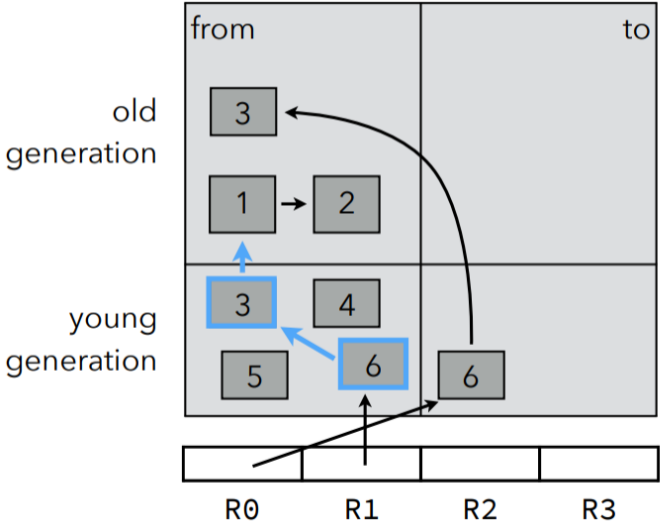 from
to
old
generation
3
1
2
young
generation
3
4
5
6
6
R0
R1
R2
R3